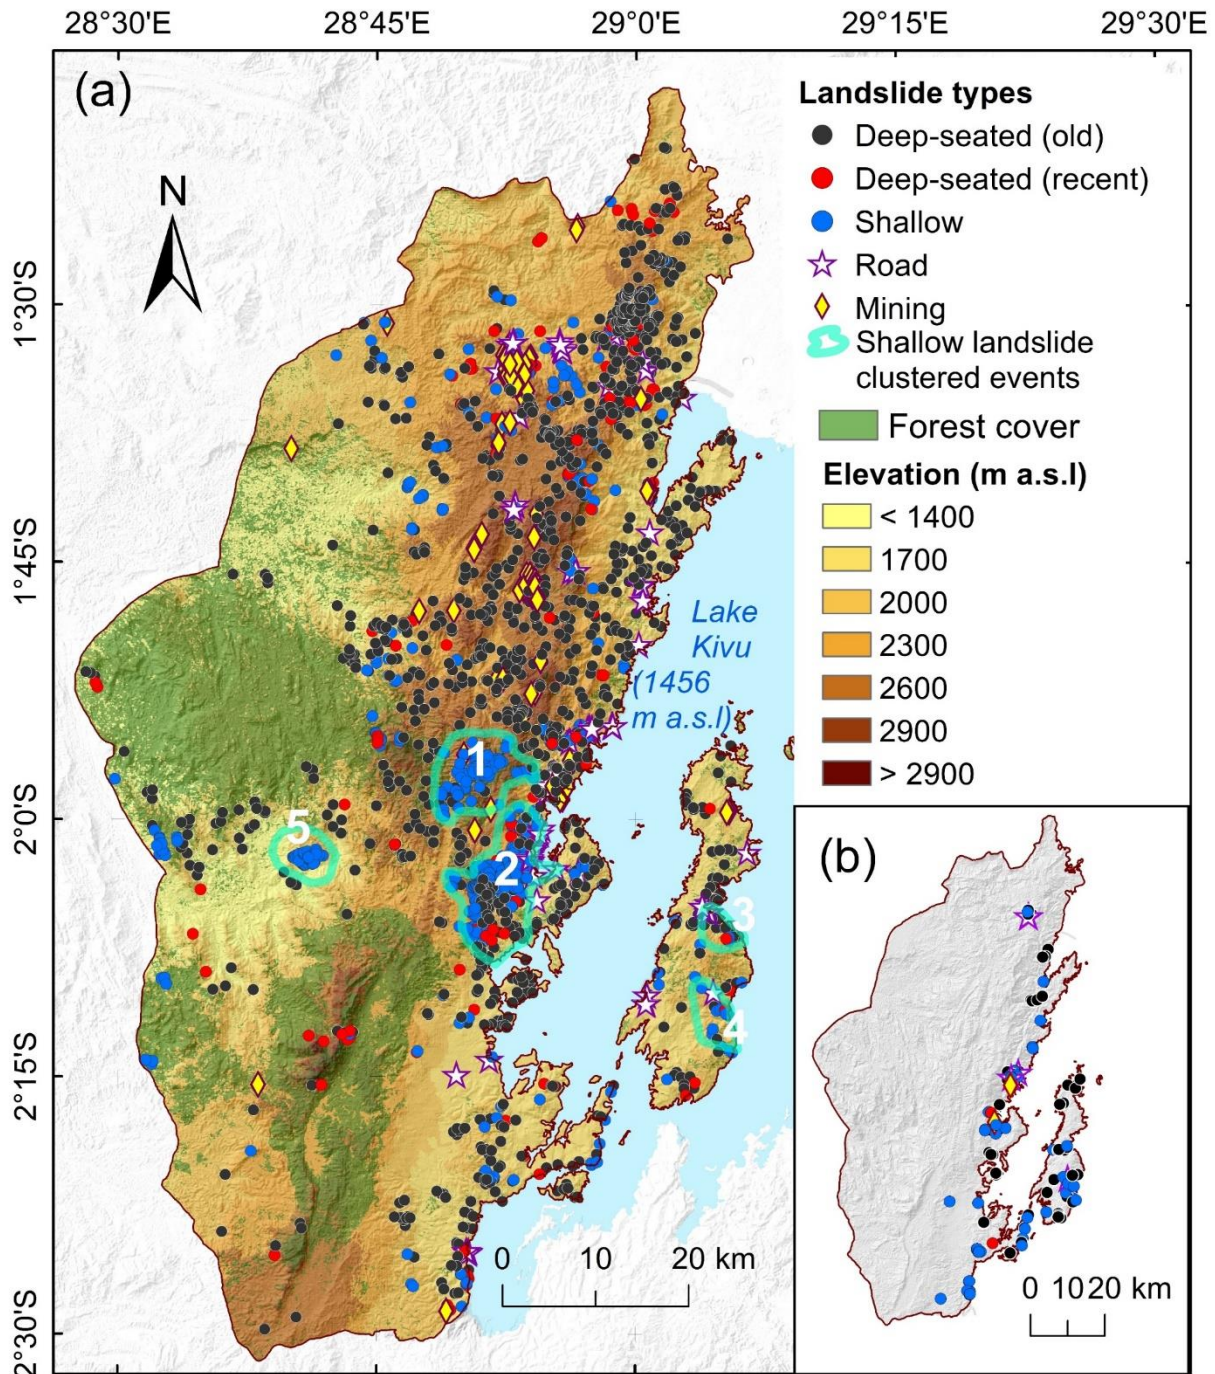 28°30'E 28°45'E 29°0'E 29°15'E 29°30'E
(a)
N
Landslide types
Deep-seated (old)
Deep-seated (recent)
Shallow
Road
Mining
Shallow landslide
clustered events
Forest cover
Elevation (m a.s.l)
< 1400
1700
2000
2300
2600
2900
> 2900
1°30'S
1°45'S
2°0'S
2°15'S
2°30'S
Lake
Kivu
(1456
m a.s.l)
1
2
3
4
5
0 10 20 km
(b)
0 10 20 km